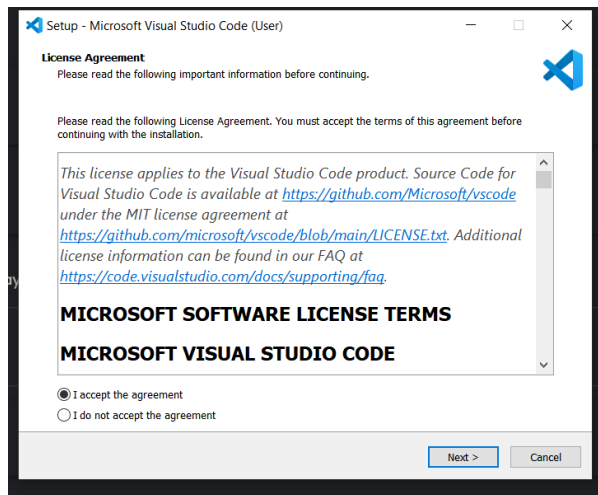 Setup - Microsoft Visual Studio Code (User)
License Agreement
Please read the following important information before continuing.
Please read the following License Agreement. You must accept the terms of this agreement before
continuing with the installation.
This license applies to the Visual Studio Code product. Source Code for
Visual Studio Code is available at https://github.com/Microsoft/vscode
under the MIT license agreement at
https://github.com/microsoft/vscode/blob/main/LICENSE.txt. Additional
license information can be found in our FAQ at
https://code.visualstudio.com/docs/supporting/faq.
MICROSOFT SOFTWARE LICENSE TERMS
MICROSOFT VISUAL STUDIO CODE
I accept the agreement
I do not accept the agreement
Next >
Cancel